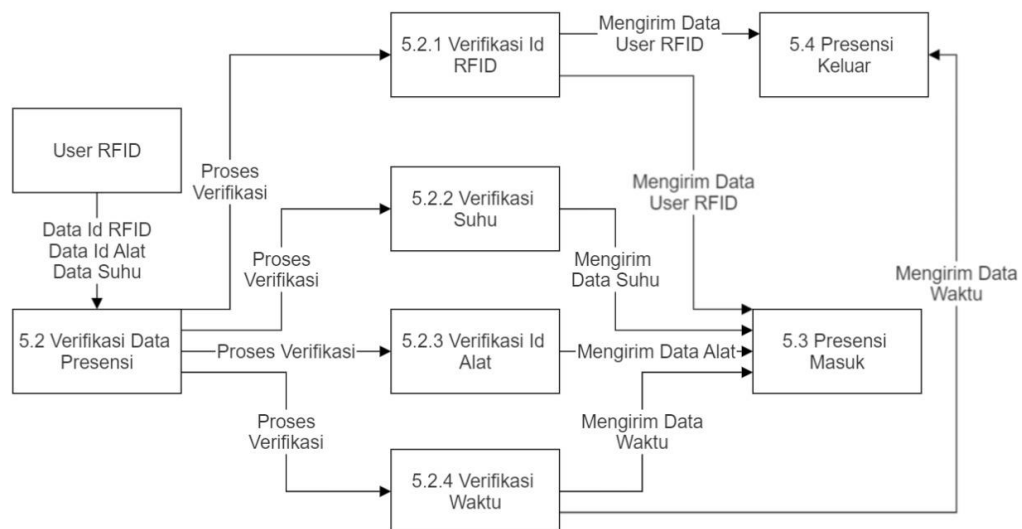 5.2.1 Verifikasi Id
RFID
Mengirim Data
User RFID
5.4 Presensi
Keluar
User RFID
Proses
Verifikasi
5.2.2 Verifikasi
Suhu
Mengirim Data
User RFID
Data Id RFID
Data Id Alat
Data Suhu
Proses
Verifikasi
Mengirim
Data Suhu
Mengirim Data
Waktu
5.2 Verifikasi Data
Presensi
Proses Verifikasi
5.2.3 Verifikasi Id
Alat
Mengirim Data Alat
5.3 Presensi
Masuk
Proses
Verifikasi
Mengirim Data
Waktu
5.2.4 Verifikasi
Waktu